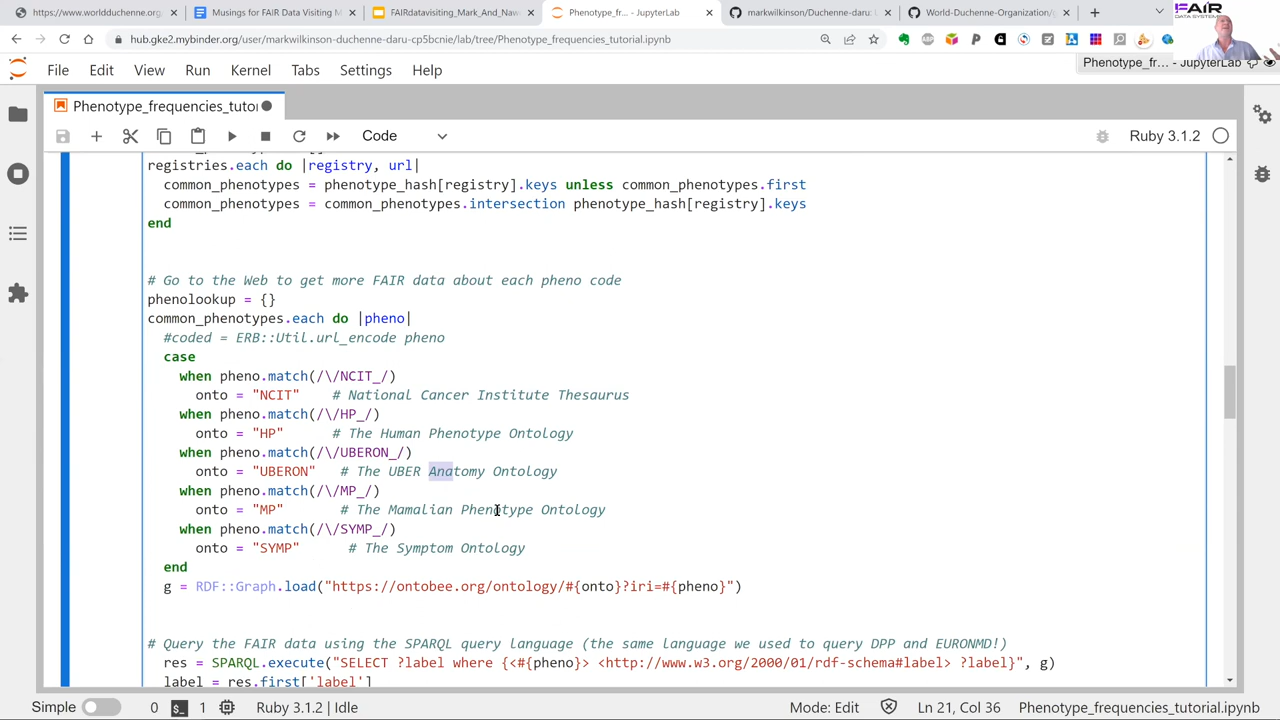 https://www.worldduchenne.org
Musings for FAIR Data Visiting M
FAIRdatavisiting_Mark_And_Nav
Phenotype_fr... - JupyterLab
markwilkinson/Duchenne-daru: l
World-Duchenne-Organization/
FAIR
DATA SYSTEMS
hub.gke2.mybinder.org/user/markwilkinson-duchenne-daru-cp5bcrie/lab/tree/Phenotype_frequencies_tutorial.ipynb
Phenotype_fr... - JupyterLab
File Edit View Run Kernel Tabs Settings Help
Phenotype_frequencies_tutor
Code
Ruby 3.1.2
registries.each do |registry, url|
common_phenotypes = phenotype_hash[registry].keys unless common_phenotypes.first
common_phenotypes = common_phenotypes.intersection phenotype_hash[registry].keys
end
# Go to the Web to get more FAIR data about each pheno code
phenolookup = {}
common_phenotypes.each do |pheno|
#coded = ERB::Util.url_encode pheno
case
when pheno.match(/\/NCIT_/)
onto = "NCIT" # National Cancer Institute Thesaurus
when pheno.match(/\/HP_/)
onto = "HP" # The Human Phenotype Ontology
when pheno.match(/\/UBERON_/)
onto = "UBERON" # The UBER Anatomy Ontology
when pheno.match(/\/MP_/)
onto = "MP" # The Mamalian Phenotype Ontology
when pheno.match(/\/SYMP_/)
onto = "SYMP" # The Symptom Ontology
end
g = RDF::Graph.load("https://ontobee.org/ontology/#{onto}?iri=#{pheno}")
# Query the FAIR data using the SPARQL query language (the same language we used to query DPP and EURONMD!)
res = SPARQL.execute("SELECT ?label where {<#{pheno}> <http://www.w3.org/2000/01/rdf-schema#label> ?label}", g)
label = res.first['label']
Simple 0 1 Ruby 3.1.2 | Idle Mode: Edit Ln 21, Col 36 Phenotype_frequencies_tutorial.ipynb